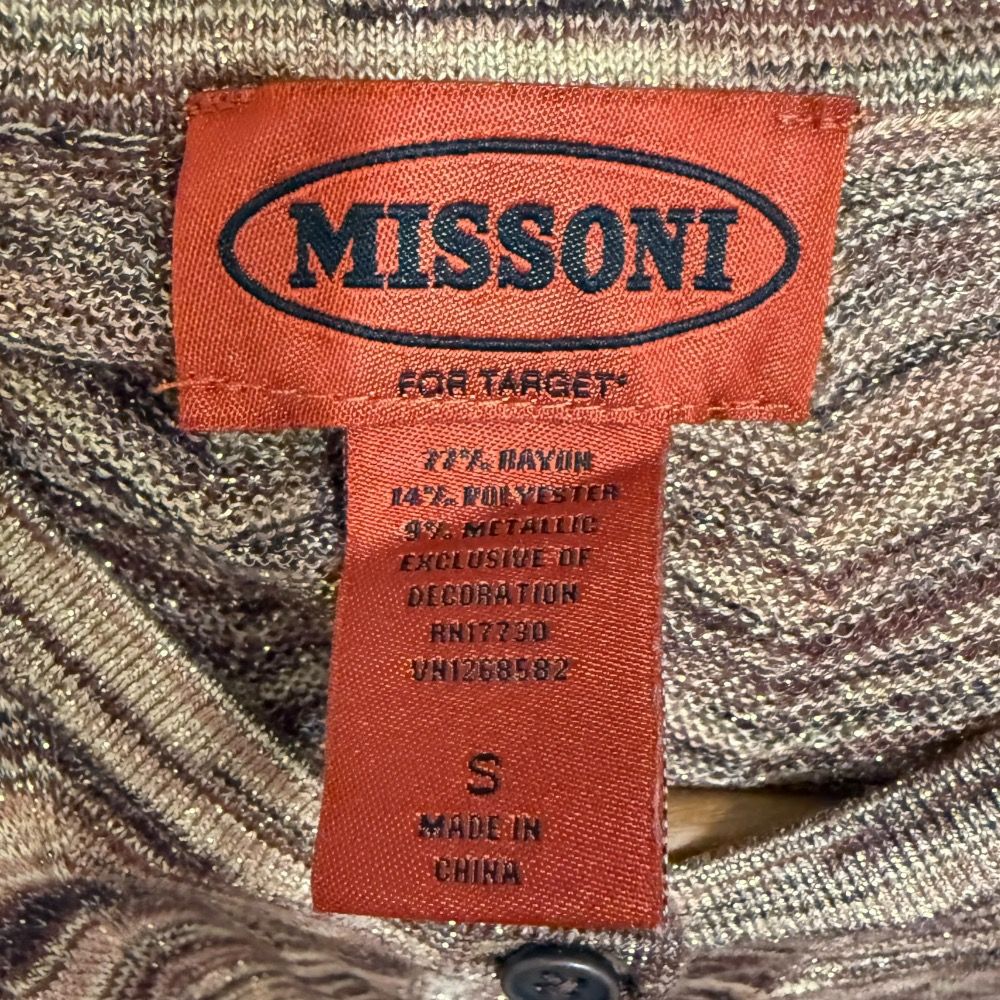 MISSONI
FOR TARGET®
77% RAYON
14% POLYESTER
9% METALLIC
EXCLUSIVE OF
DECORATION
RN17730
VN1268582
S
MADE IN
CHINA